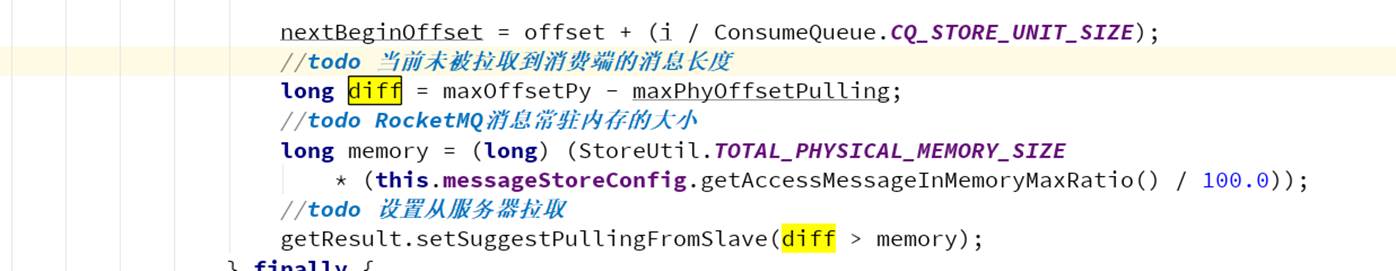 nextBeginOffset = offset + (i / ConsumeQueue.CQ_STORE_UNIT_SIZE);
//todo 当前未被拉取到消费端的消息长度
long diff = maxOffsetPy - maxPhyOffsetPulling;
//todo RocketMQ消息常驻内存的大小
long memory = (long) (StoreUtil.TOTAL_PHYSICAL_MEMORY_SIZE
* (this.messageStoreConfig.getAccessMessageInMemoryMaxRatio() / 100.0));
//todo 设置从服务器拉取
getResult.setSuggestPullingFromSlave(diff > memory);
} finally {